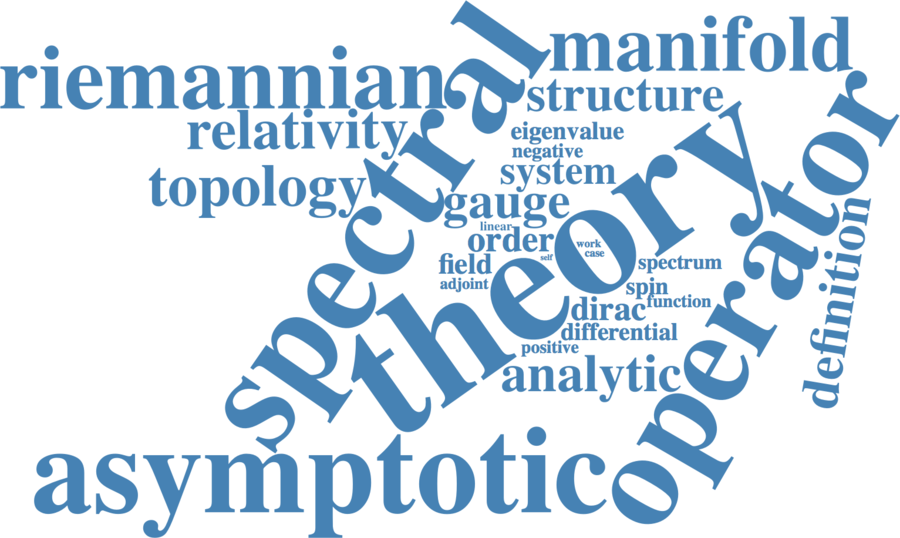 manifold
riemannian
spectral
structure
relativity
eigenvalue
negative
theory
operator
system
topology
gauge
linear
order
work
case
self
field
spectrum
adjoint
spin
function
dirac
differential
positive
definition
analytic
asymptotic